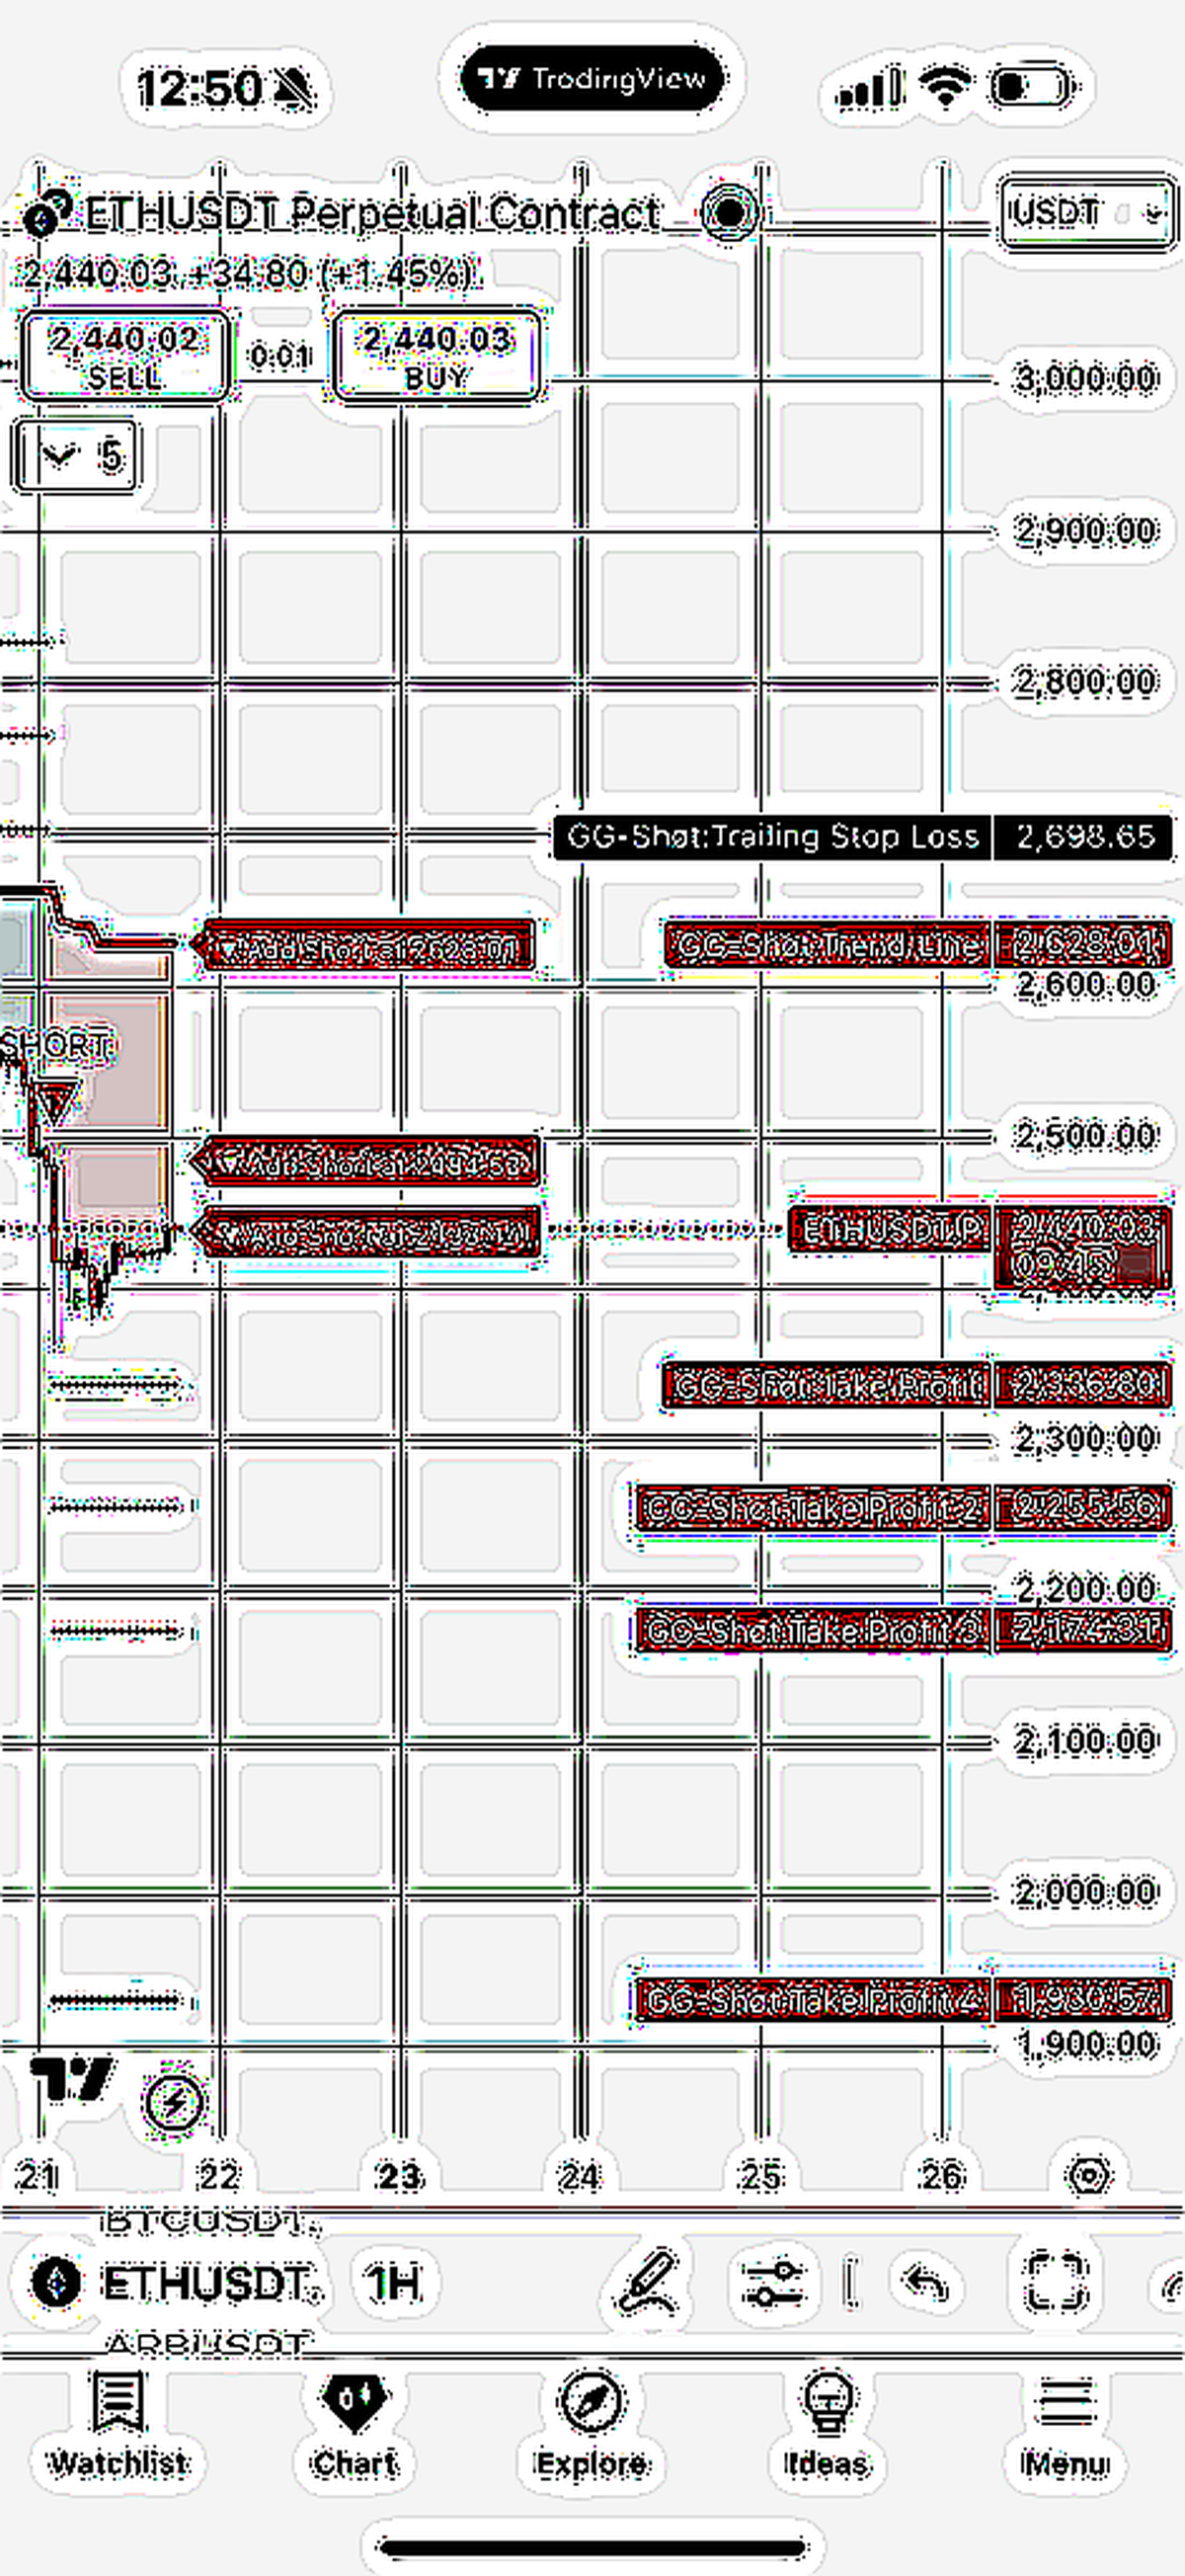 12:50
TradingView
ETHUSDT Perpetual Contract
USDT
2,440.03 +34.80 (+1.45%)
2,440.02
SELL
0.01
2,440.03
BUY
5
3,000.00
2,900.00
2,800.00
GG-Shøt:Trailing Stop Loss 2,698.65
Add Short at 2628.01
GG-Shøt:Trend Line 2,628.01
2,600.00
SHORT
2,500.00
Add Short at 2494.53
Add Short at
ETHUSDT.P 2,440.03
09:45
GG-Shot:Take Profit 2,336.80
2,300.00
GG-Shot:Take Profit 2 2,255.56
2,200.00
GG-Shot:Take Profit 3 2,174.31
2,100.00
2,000.00
GG-Shot:Take Profit 4 1,930.57
1,900.00
21 22 23 24 25 26
BTCUSDT
ETHUSDT 1H
ARBUSDT
Watchlist Chart Explore Ideas Menu